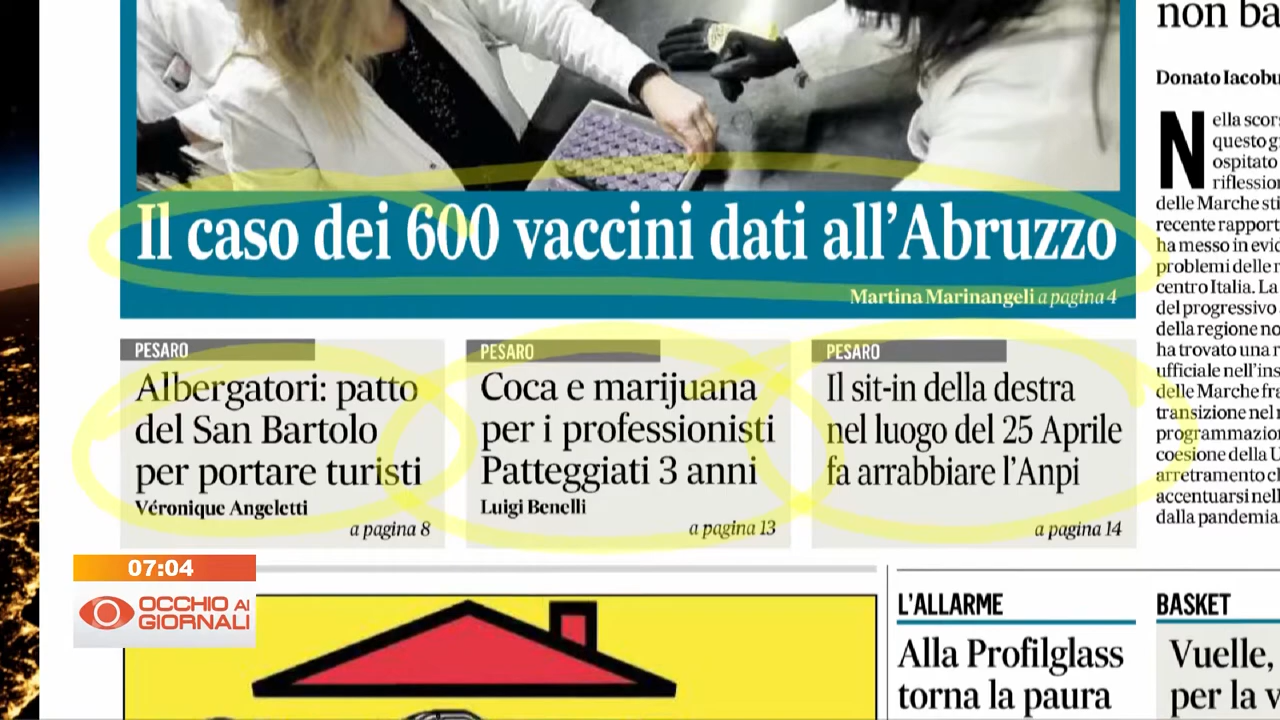 non ba
Donato Iacobu
Nella scor
questo g
ospitato
riflession
delle Marche sti
recente rapport
ha messo in evid
problemi delle r
centro Italia. La
del progressivo
della regione no
ha trovato una r
ufficiale nell'ins
delle Marche fra
transizione nel
programmazion
coesione della U
arretramento ch
accentuarsi nell
dalla pandemia.
Il caso dei 600 vaccini dati all'Abruzzo
Martina Marinangeli a pagina 4
PESARO
Albergatori: patto
del San Bartolo
per portare turisti
Véronique Angeletti
a pagina 8
PESARO
Coca e marijuana
per i professionisti
Patteggiati 3 anni
Luigi Benelli
a pagina 13
PESARO
Il sit-in della destra
nel luogo del 25 Aprile
fa arrabbiare l'Anpi
a pagina 14
07:04
OCCHIO AI
GIORNALI
L'ALLARME
Alla Profilglass
torna la paura
BASKET
Vuelle,
per la v